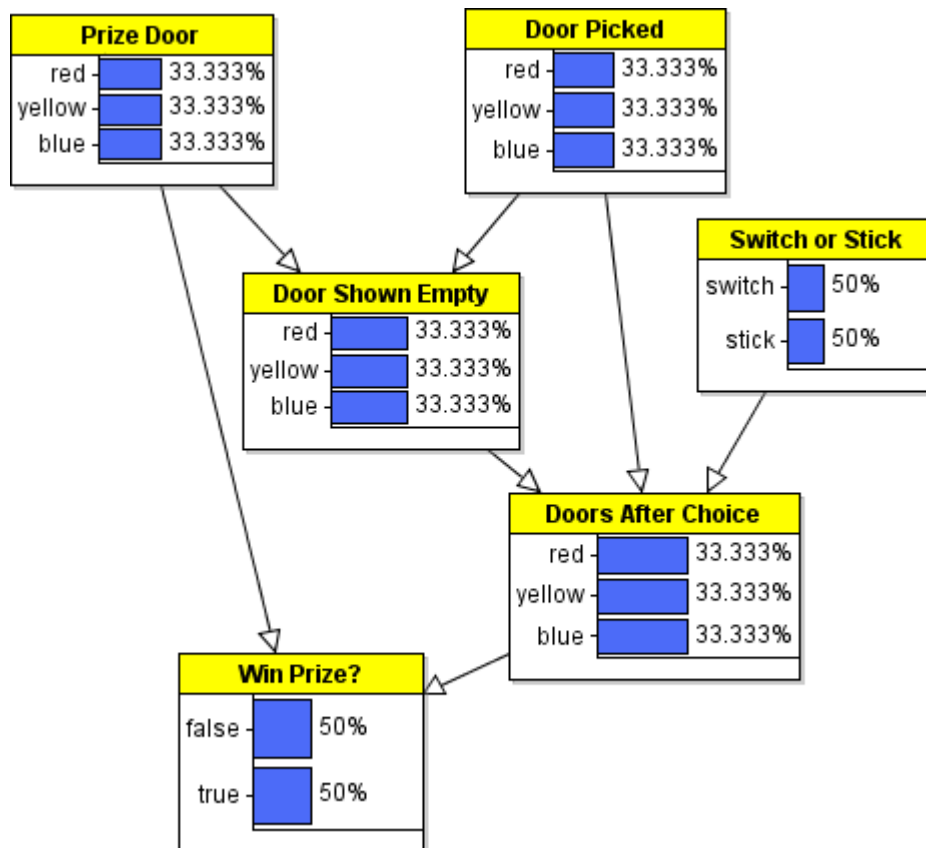 Prize Door
red 33.333%
yellow 33.333%
blue 33.333%
Door Picked
red 33.333%
yellow 33.333%
blue 33.333%
Switch or Stick
switch 50%
stick 50%
Door Shown Empty
red 33.333%
yellow 33.333%
blue 33.333%
Doors After Choice
red 33.333%
yellow 33.333%
blue 33.333%
Win Prize?
false 50%
true 50%